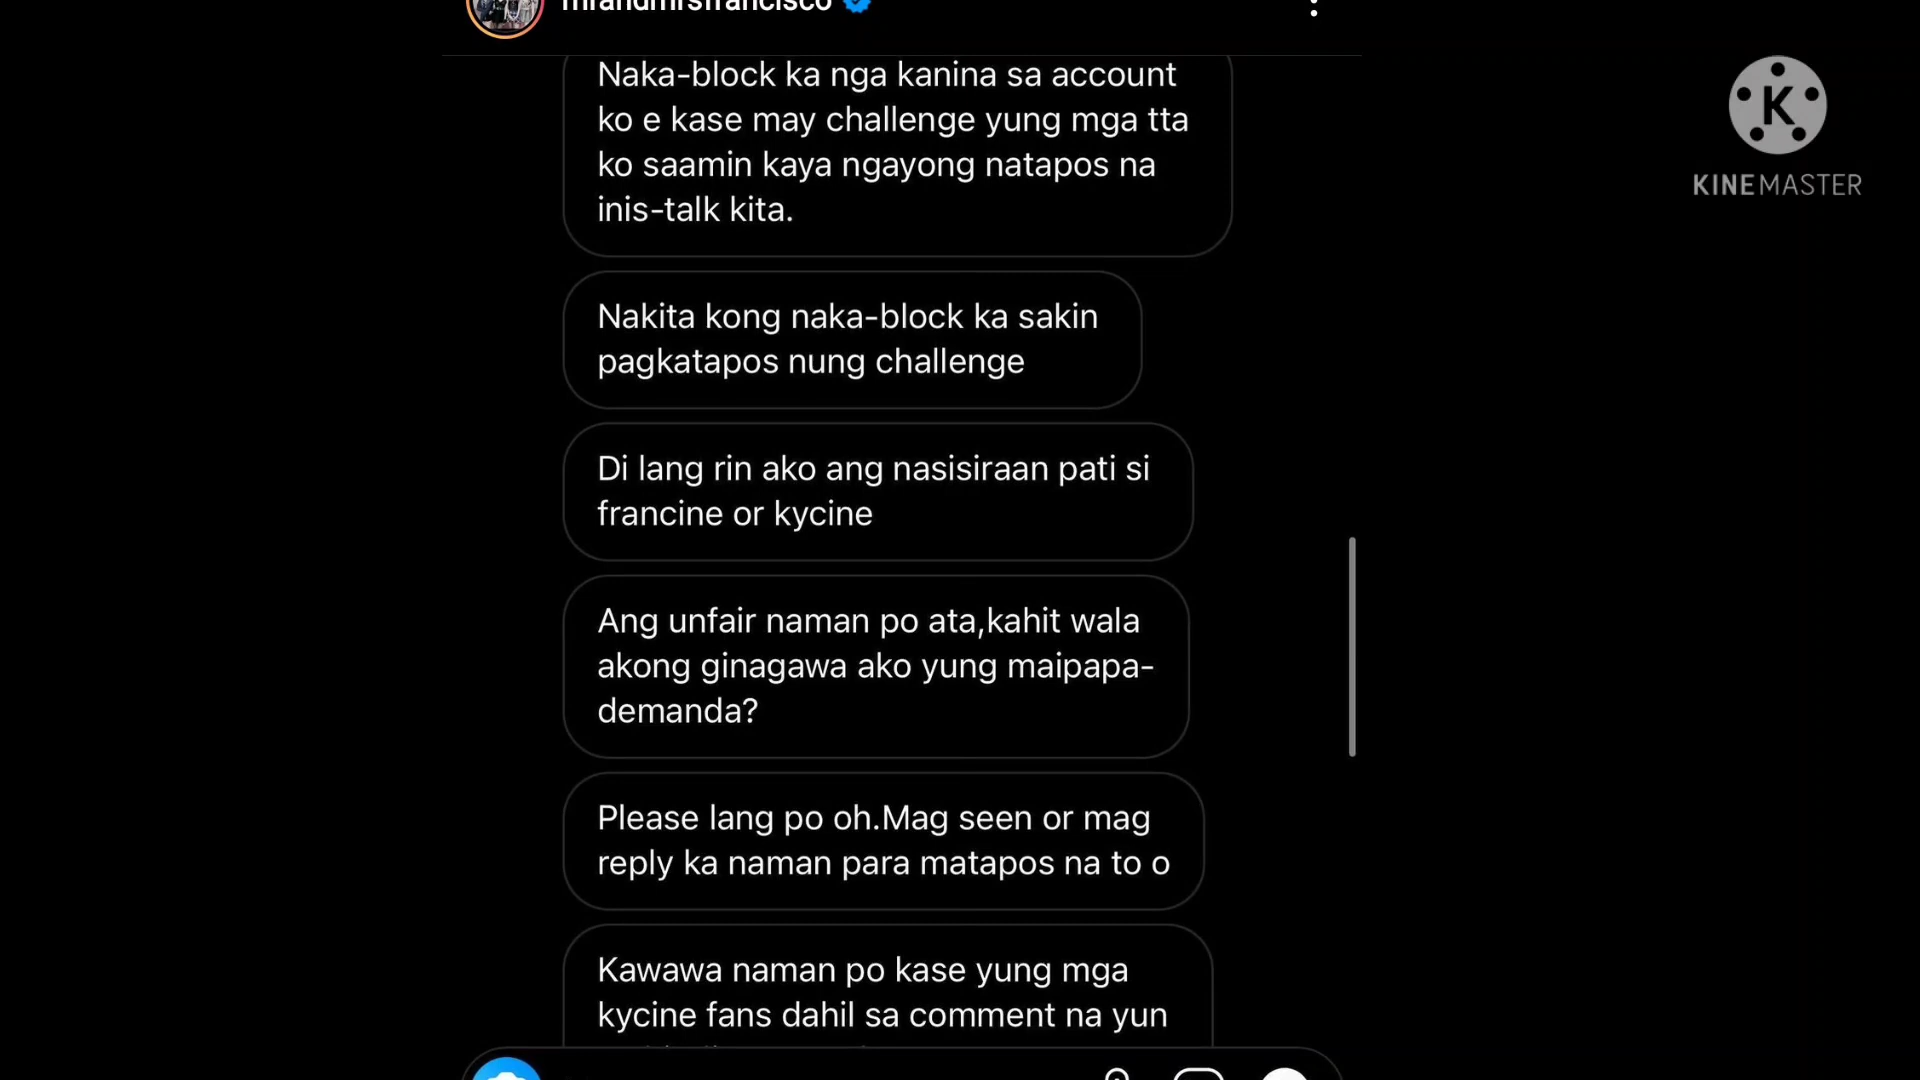 mrandmrsfrancisco
Naka-block ka nga kanina sa account
ko e kase may challenge yung mga tta
ko saamin kaya ngayong natapos na
inis-talk kita.
Nakita kong naka-block ka sakin
pagkatapos nung challenge
Di lang rin ako ang nasisiraan pati si
francine or kycine
Ang unfair naman po ata,kahit wala
akong ginagawa ako yung maipapa-
demanda?
Please lang po oh.Mag seen or mag
reply ka naman para matapos na to o
Kawawa naman po kase yung mga
kycine fans dahil sa comment na yun
K
KINEMASTER